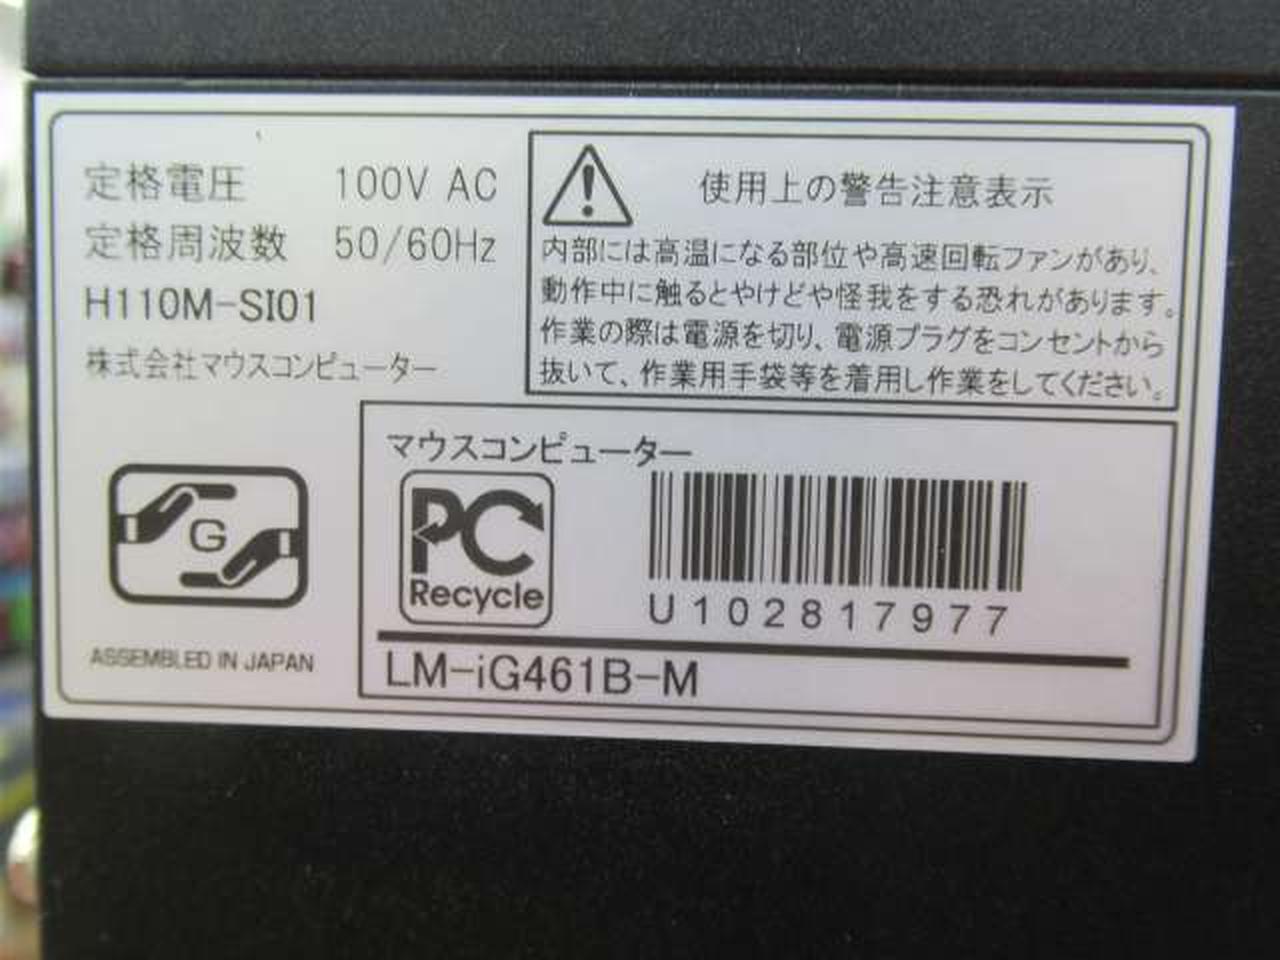 定格電圧 100V AC
定格周波数 50/60Hz
H110M-SI01
株式会社マウスコンピューター
使用上の警告注意表示
内部には高温になる部位や高速回転ファンがあり、
動作中に触るとやけどや怪我をする恐れがあります。
作業の際は電源を切り、電源プラグをコンセントから
抜いて、作業用手袋等を着用し作業をしてください。
G
ASSEMBLED IN JAPAN
マウスコンピューター
PC
Recycle
U102817977
LM-iG461B-M